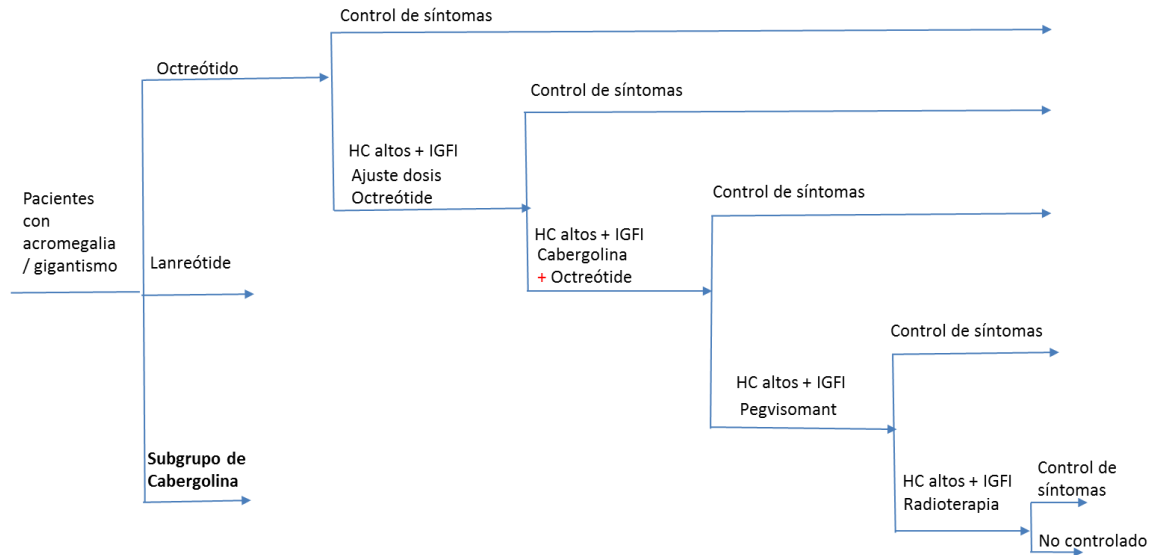 Control de síntomas
Octreótido
Control de síntomas
HC altos + IGFI
Ajuste dosis
Octreótide
Control de síntomas
Pacientes
con
acromegalia
/ gigantismo
HC altos + IGFI
Cabergolina
+ Octreótide
Lanreótide
Control de síntomas
HC altos + IGFI
Pegvisomant
Subgrupo de
Cabergolina
HC altos + IGFI
Radioterapia
Control de
síntomas
No controlado